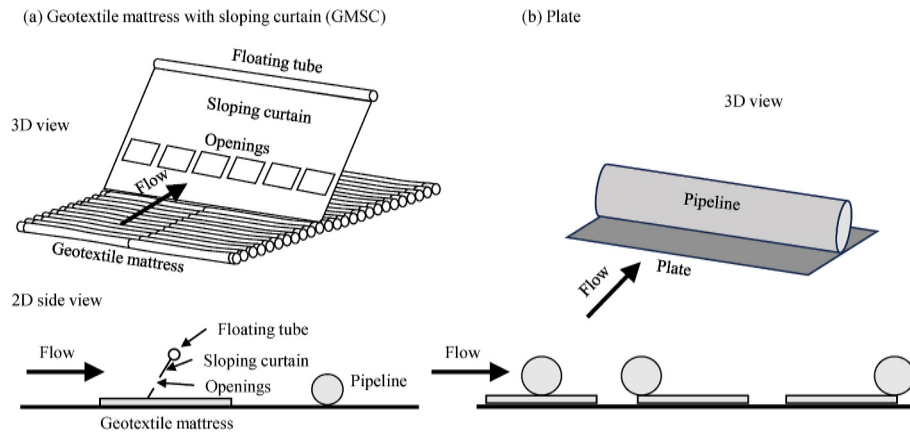 (a) Geotextile mattress with sloping curtain (GMSC)
Floating tube
Sloping curtain
3D view
Openings
Flow
Geotextile mattress
2D side view
Floating tube
Flow
Sloping curtain
Openings
Pipeline
Geotextile mattress
(b) Plate
3D view
Pipeline
Plate
Flow
Flow